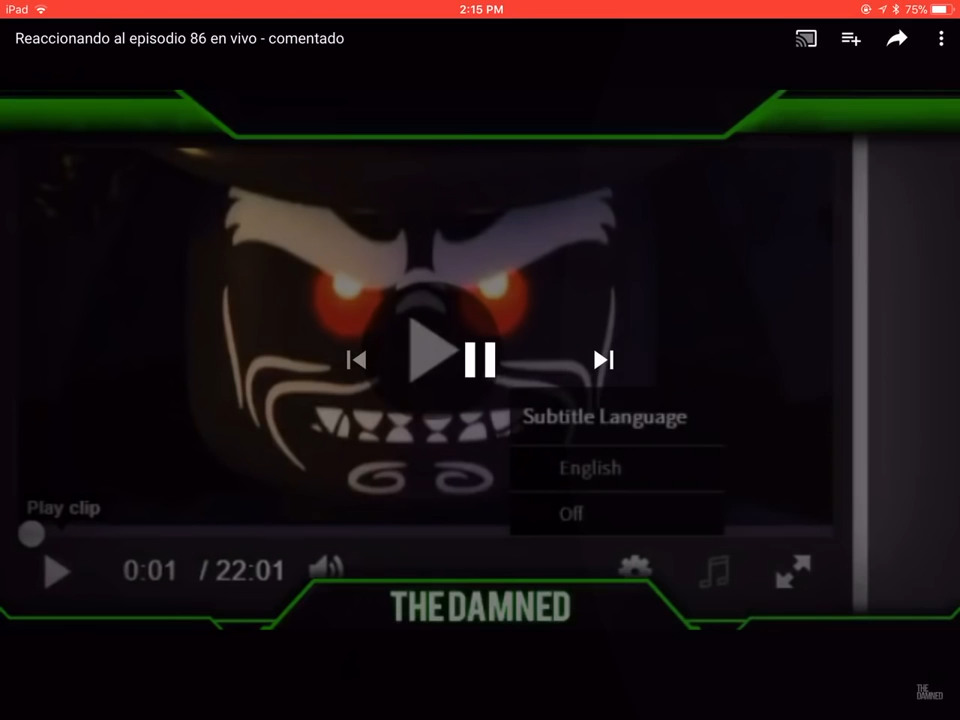 iPad
2:15 PM
75%
Reaccionando al episodio 86 en vivo - comentado
Subtitle Language
English
Off
Play clip
0:01 / 22:01
THE DAMNED
THE
DAMNED